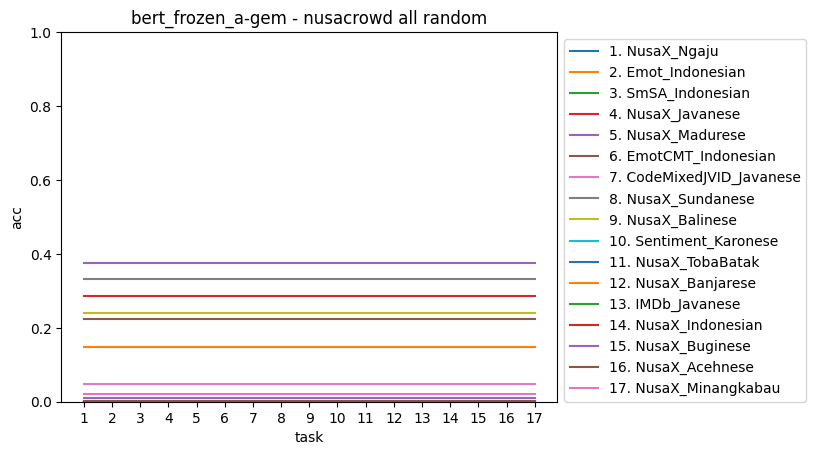 bert_frozen_a-gem - nusacrowd all random
1.0
0.8
0.6
0.4
0.2
0.0
acc
1 2 3 4 5 6 7 8 9 10 11 12 13 14 15 16 17
task
1. NusaX_Ngaju
2. Emot_Indonesian
3. SmSA_Indonesian
4. NusaX_Javanese
5. NusaX_Madurese
6. EmotCMT_Indonesian
7. CodeMixedJVID_Javanese
8. NusaX_Sundanese
9. NusaX_Balinese
10. Sentiment_Karonese
11. NusaX_TobaBatak
12. NusaX_Banjarese
13. IMDb_Javanese
14. NusaX_Indonesian
15. NusaX_Buginese
16. NusaX_Acehnese
17. NusaX_Minangkabau